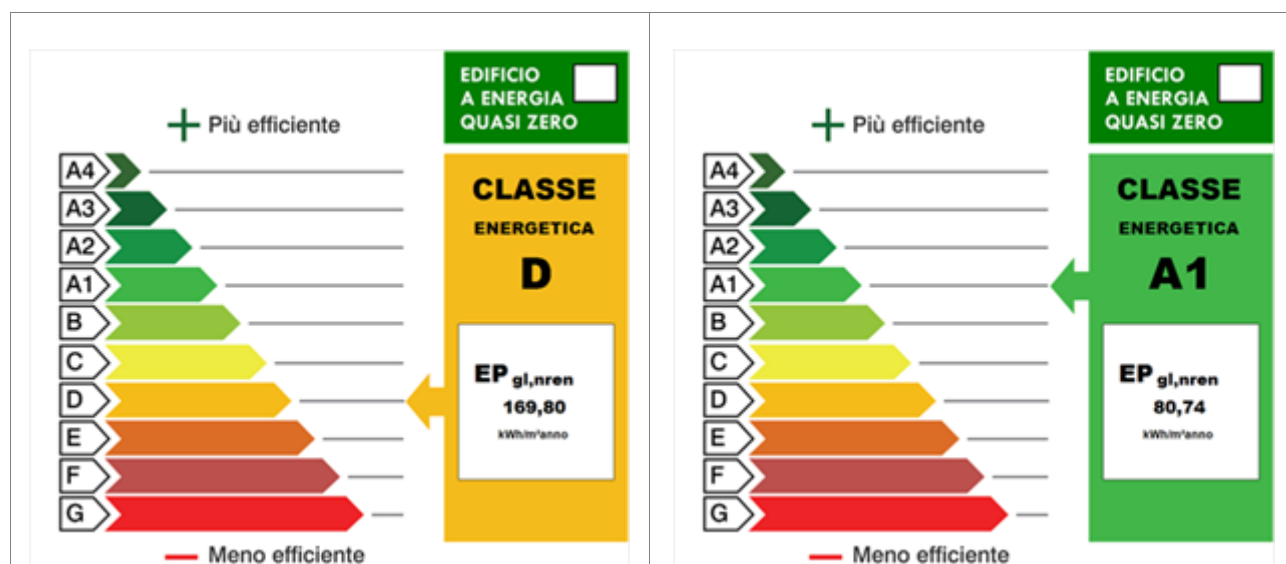 EDIFICIO
A ENERGIA
QUASI ZERO
+ Più efficiente
A4
A3
A2
A1
B
C
D
E
F
G
CLASSE
ENERGETICA
D
EP gl,nren
169,80
kWh/m²anno
— Meno efficiente
EDIFICIO
A ENERGIA
QUASI ZERO
+ Più efficiente
A4
A3
A2
A1
B
C
D
E
F
G
CLASSE
ENERGETICA
A1
EP gl,nren
80,74
kWh/m²anno
— Meno efficiente